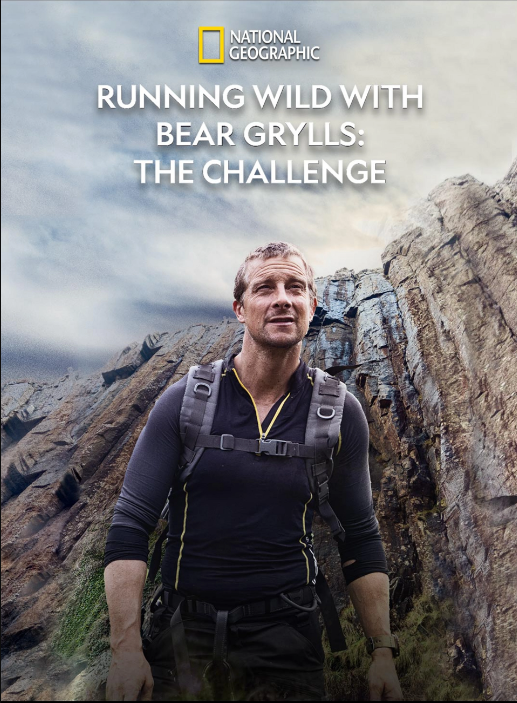 NATIONAL
GEOGRAPHIC
RUNNING WILD WITH
BEAR GRYLLS:
THE CHALLENGE